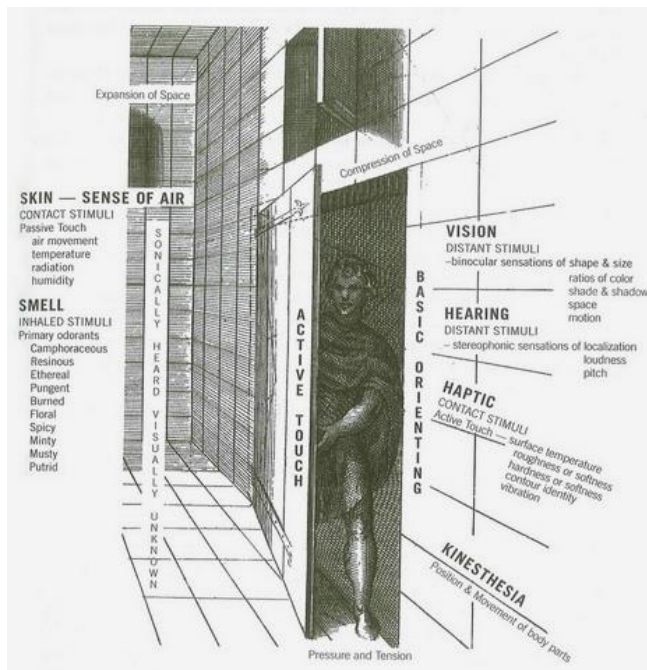 Expansion of Space
SKIN — SENSE OF AIR
CONTACT STIMULI
Passive Touch
air movement
temperature
radiation
humidity
SMELL
INHALED STIMULI
Primary odorants
Camphoraceous
Resinous
Ethereal
Pungent
Burned
Floral
Spicy
Minty
Musty
Putrid
SONICALLY HEARD VISUALLY UNKNOWN
ACTIVE TOUCH
Compression of Space
BASIC ORIENTING
VISION
DISTANT STIMULI
–binocular sensations of shape & size
ratios of color
shade & shadow
space
motion
HEARING
DISTANT STIMULI
– stereophonic sensations of localization
loudness
pitch
HAPTIC
CONTACT STIMULI
Active Touch — surface temperature
roughness or softness
hardness or softness
contour identity
vibration
KINESTHESIA
Position & Movement of body parts
Pressure and Tension